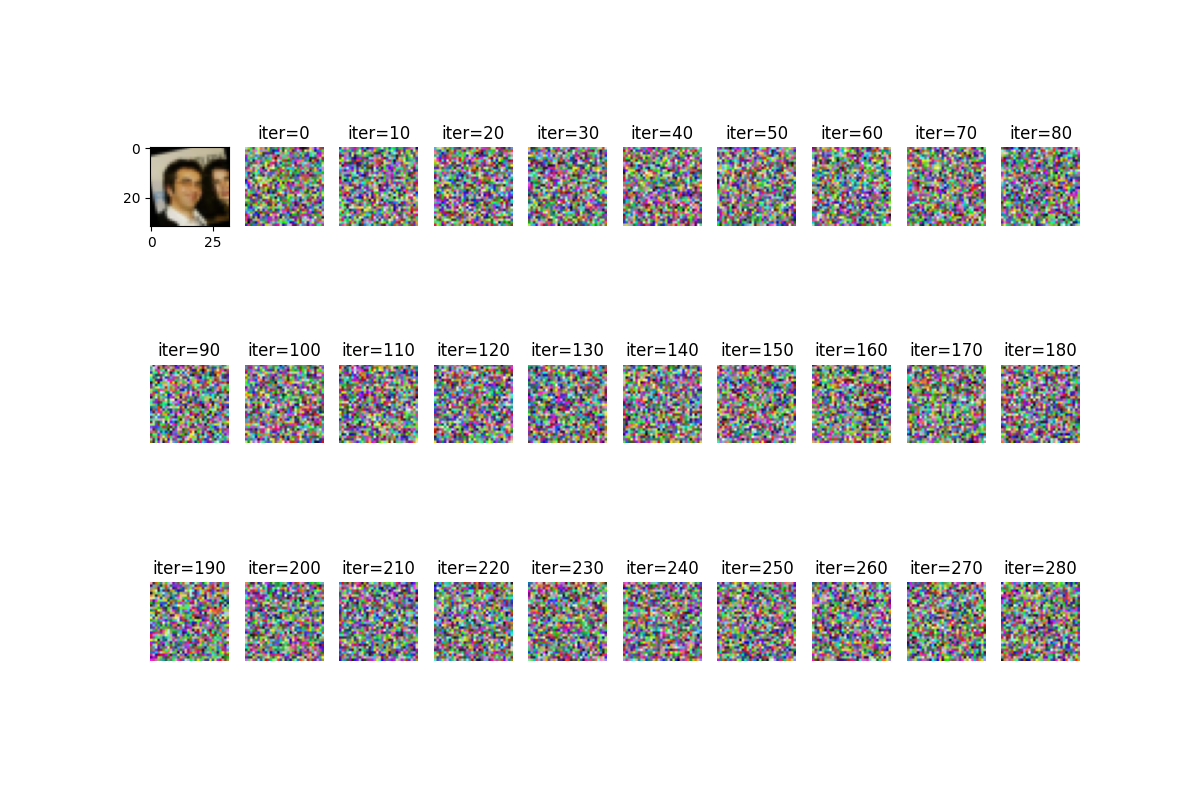 iter=0 iter=10 iter=20 iter=30 iter=40 iter=50 iter=60 iter=70 iter=80
0
20
0 25
iter=90 iter=100 iter=110 iter=120 iter=130 iter=140 iter=150 iter=160 iter=170 iter=180
iter=190 iter=200 iter=210 iter=220 iter=230 iter=240 iter=250 iter=260 iter=270 iter=280